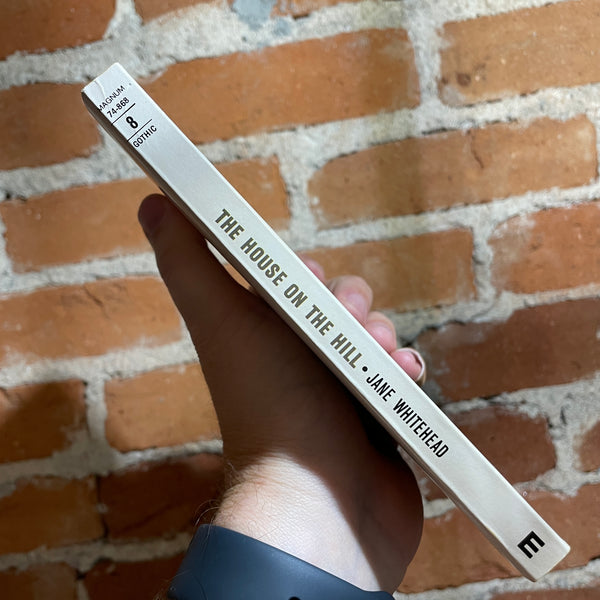 MAGNUM
74-868
8
GOTHIC
THE HOUSE ON THE HILL • JANE WHITEHEAD
E